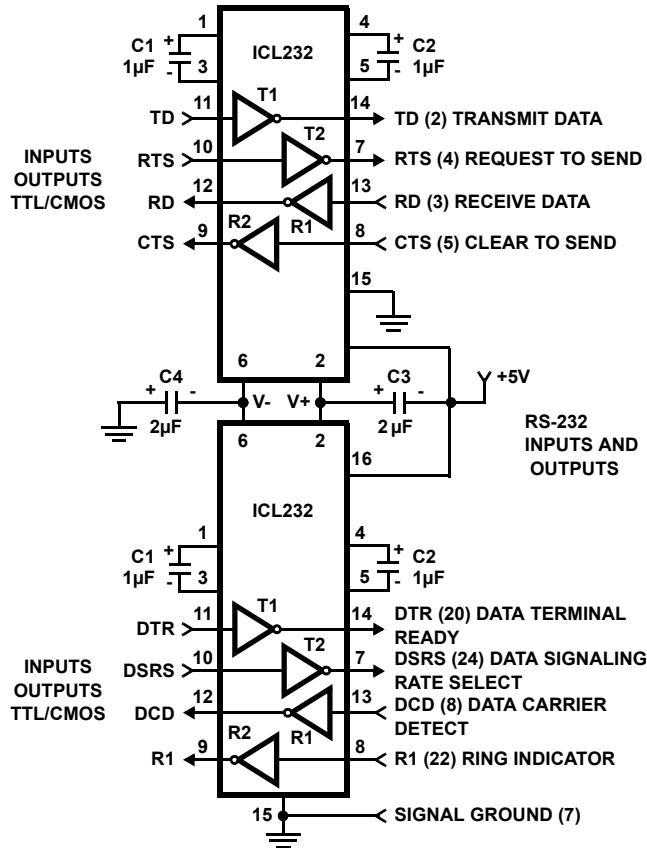 1 4
C1 + ICL232 + C2
1µF - 3 5 - 1µF
T1
TD 11 14 TD (2) TRANSMIT DATA
T2
INPUTS
OUTPUTS
TTL/CMOS
RTS 10 7 RTS (4) REQUEST TO SEND
RD 12 13 RD (3) RECEIVE DATA
R2 R1
CTS 9 8 CTS (5) CLEAR TO SEND
15
6 2
+ C4 - V- V+ + C3 - +5V
2µF 2µF
RS-232
INPUTS AND
OUTPUTS
6 2
16
ICL232
1 4
C1 + + C2
1µF - 3 5 - 1µF
T1
DTR 11 14 DTR (20) DATA TERMINAL
READY
T2
INPUTS
OUTPUTS
TTL/CMOS
DSRS 10 7 DSRS (24) DATA SIGNALING
RATE SELECT
DCD 12 13 DCD (8) DATA CARRIER
DETECT
R2 R1
R1 9 8 R1 (22) RING INDICATOR
15 SIGNAL GROUND (7)